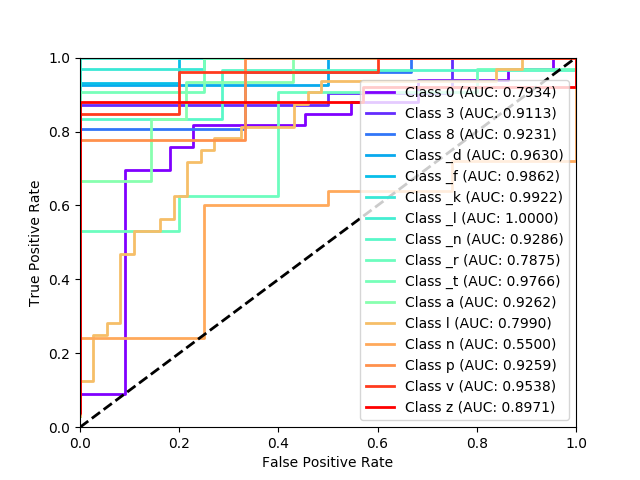 1.0
0.8
0.6
0.4
0.2
0.0
True Positive Rate
Class 0 (AUC: 0.7934)
Class 3 (AUC: 0.9113)
Class 8 (AUC: 0.9231)
Class _d (AUC: 0.9630)
Class _f (AUC: 0.9862)
Class _k (AUC: 0.9922)
Class _l (AUC: 1.0000)
Class _n (AUC: 0.9286)
Class _r (AUC: 0.7875)
Class _t (AUC: 0.9766)
Class a (AUC: 0.9262)
Class l (AUC: 0.7990)
Class n (AUC: 0.5500)
Class p (AUC: 0.9259)
Class v (AUC: 0.9538)
Class z (AUC: 0.8971)
0.0 0.2 0.4 0.6 0.8 1.0
False Positive Rate